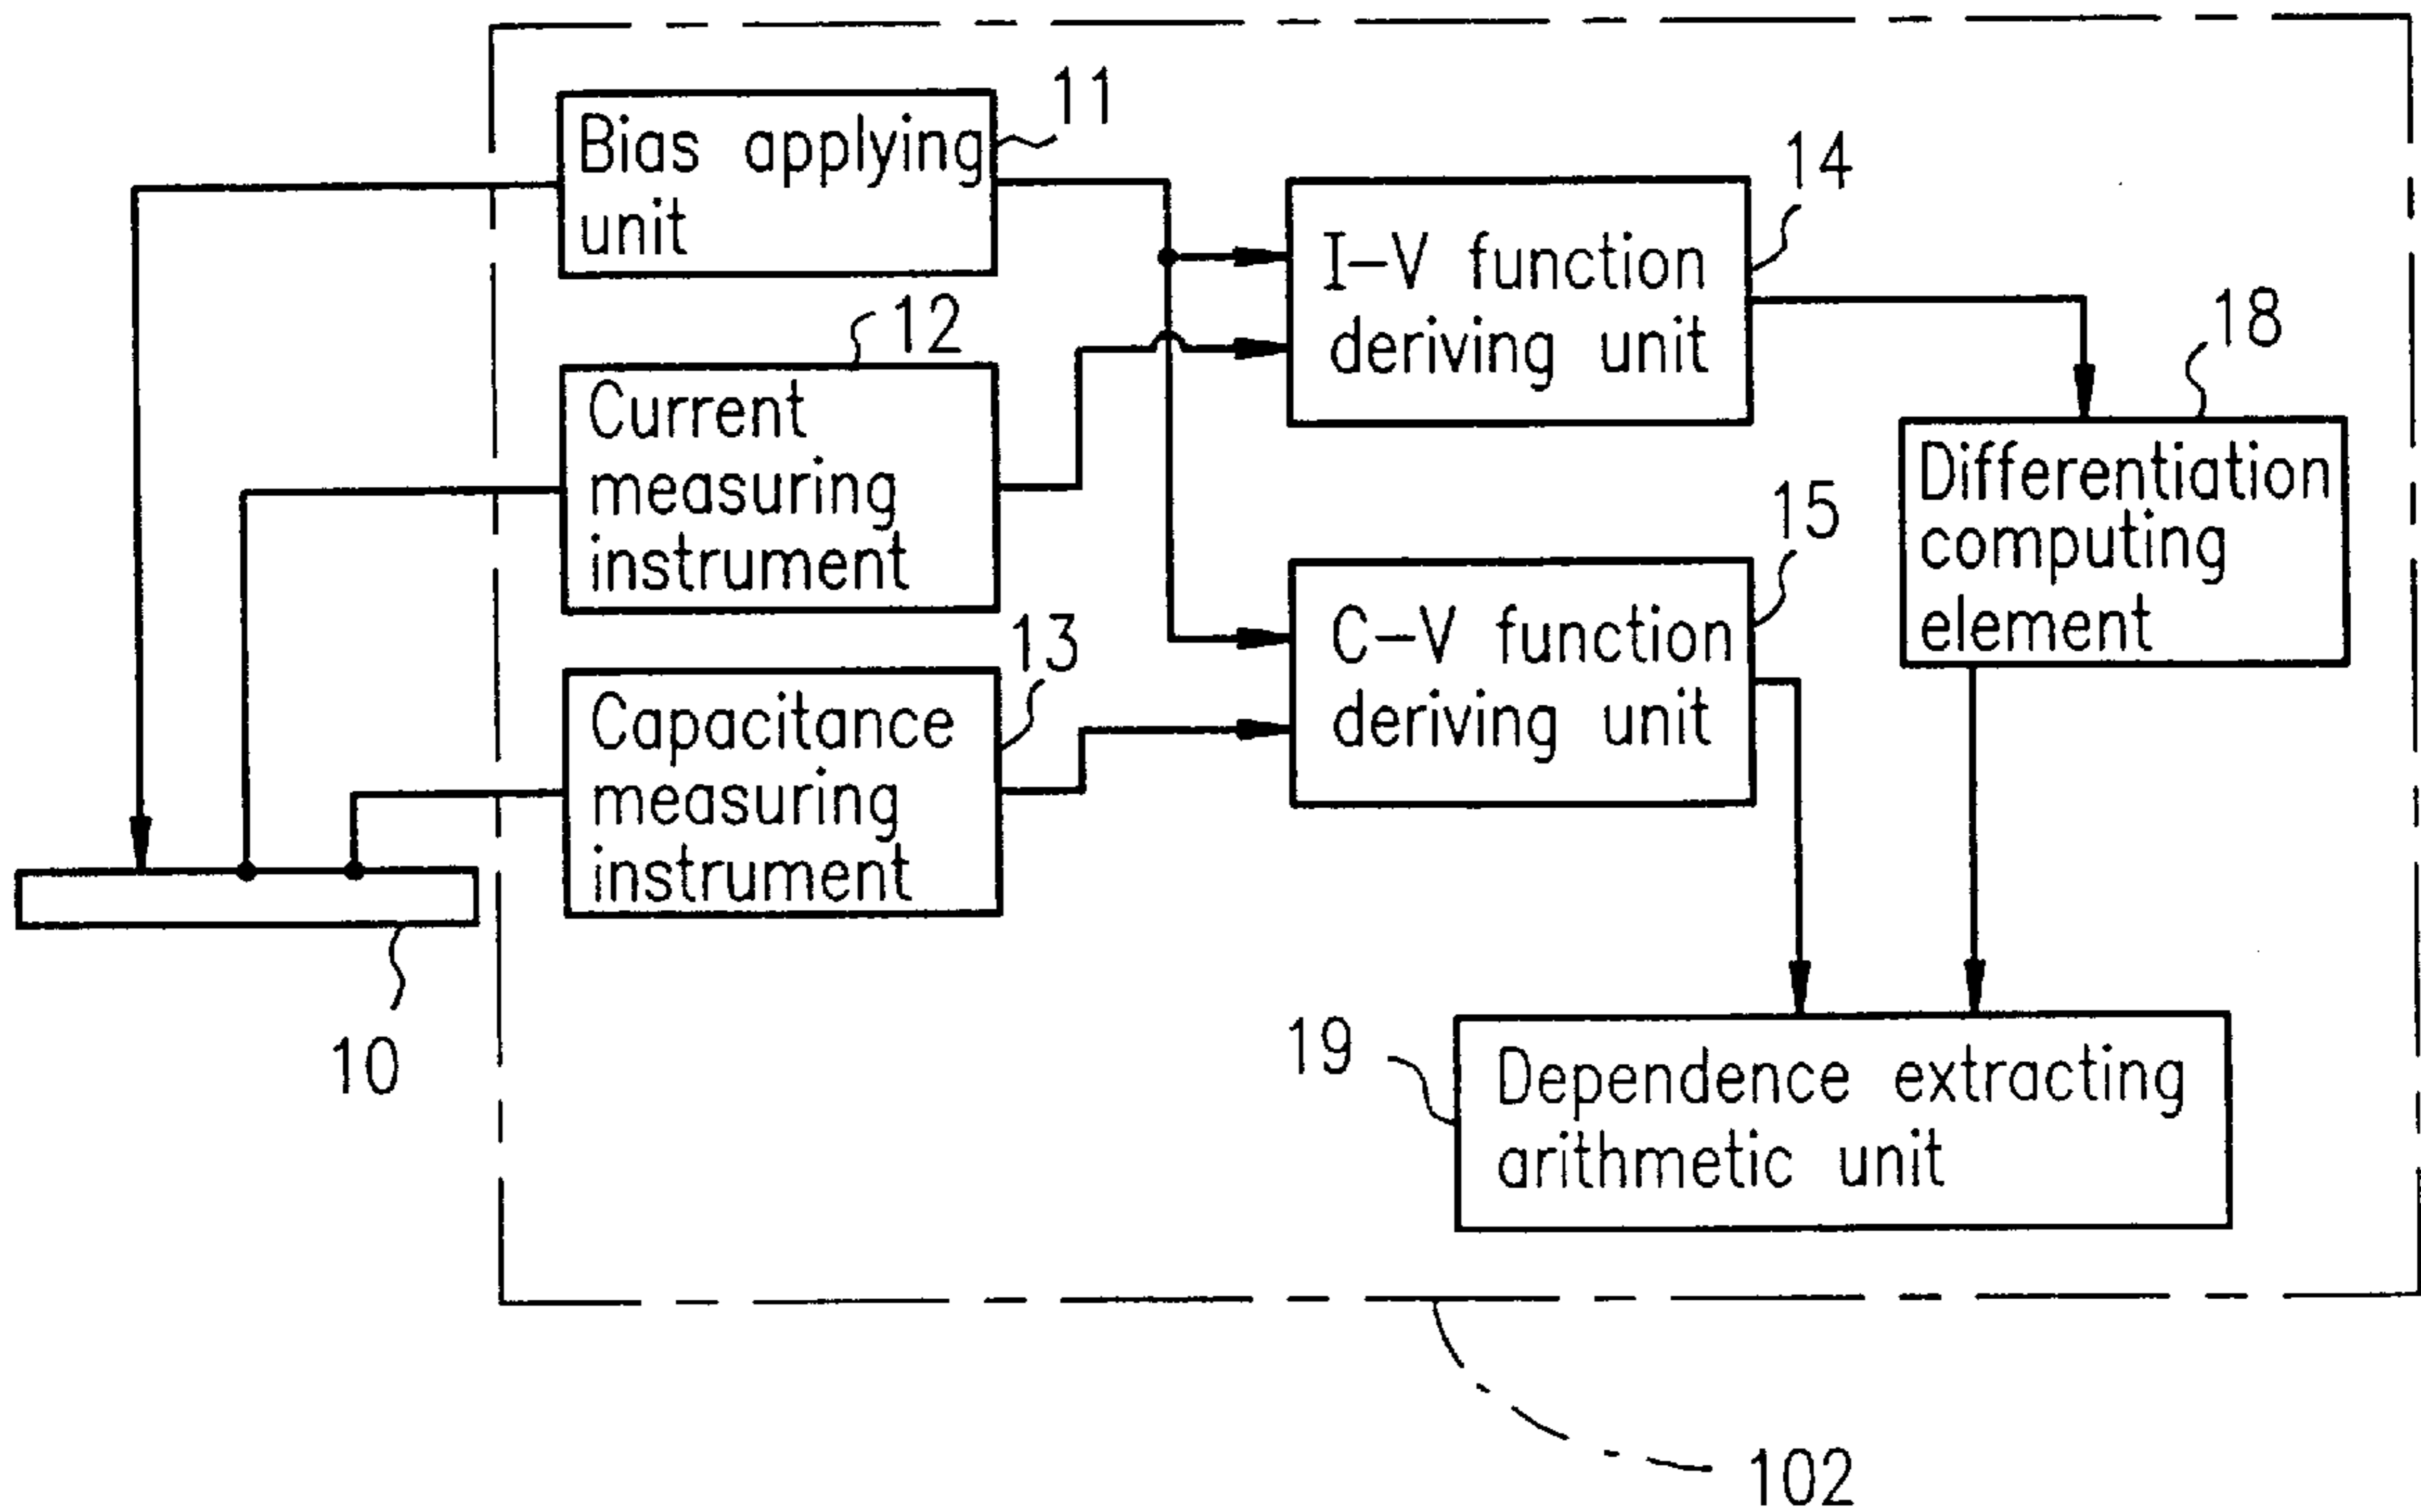 11
Bias applying
unit
14
I-V function
deriving unit
12
Current
measuring
instrument
18
Differentiation
computing
element
15
C-V function
deriving unit
13
Capacitance
measuring
instrument
10
19
Dependence extracting
arithmetic unit
102